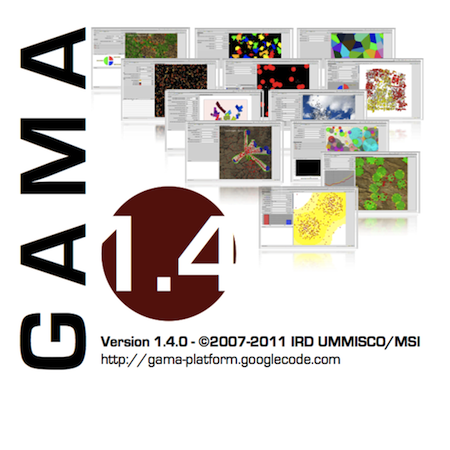 GAMA
1.4
Version 1.4.0 - ©2007-2011 IRD UMMISCO/MSI
http://gama-platform.googlecode.com